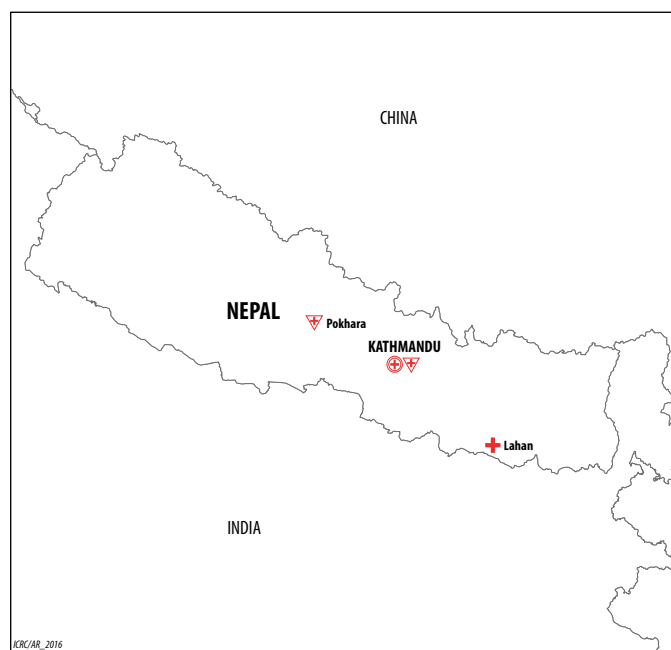 CHINA
NEPAL
Pokhara
KATHMANDU
Lahan
INDIA
ICRC/AR_2016